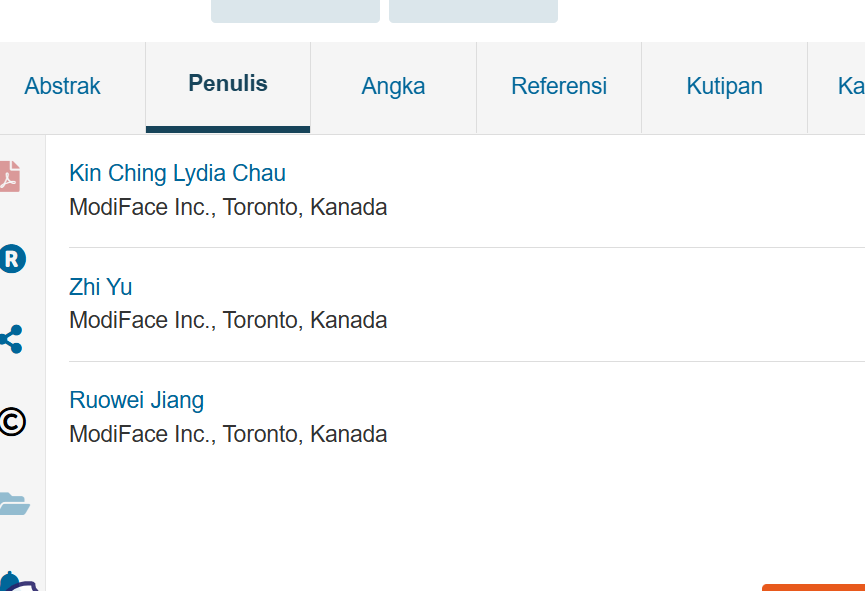 Abstrak
Penulis
Angka
Referensi
Kutipan
Ka
Kin Ching Lydia Chau
ModiFace Inc., Toronto, Kanada
R
Zhi Yu
ModiFace Inc., Toronto, Kanada
Ruowei Jiang
ModiFace Inc., Toronto, Kanada
©